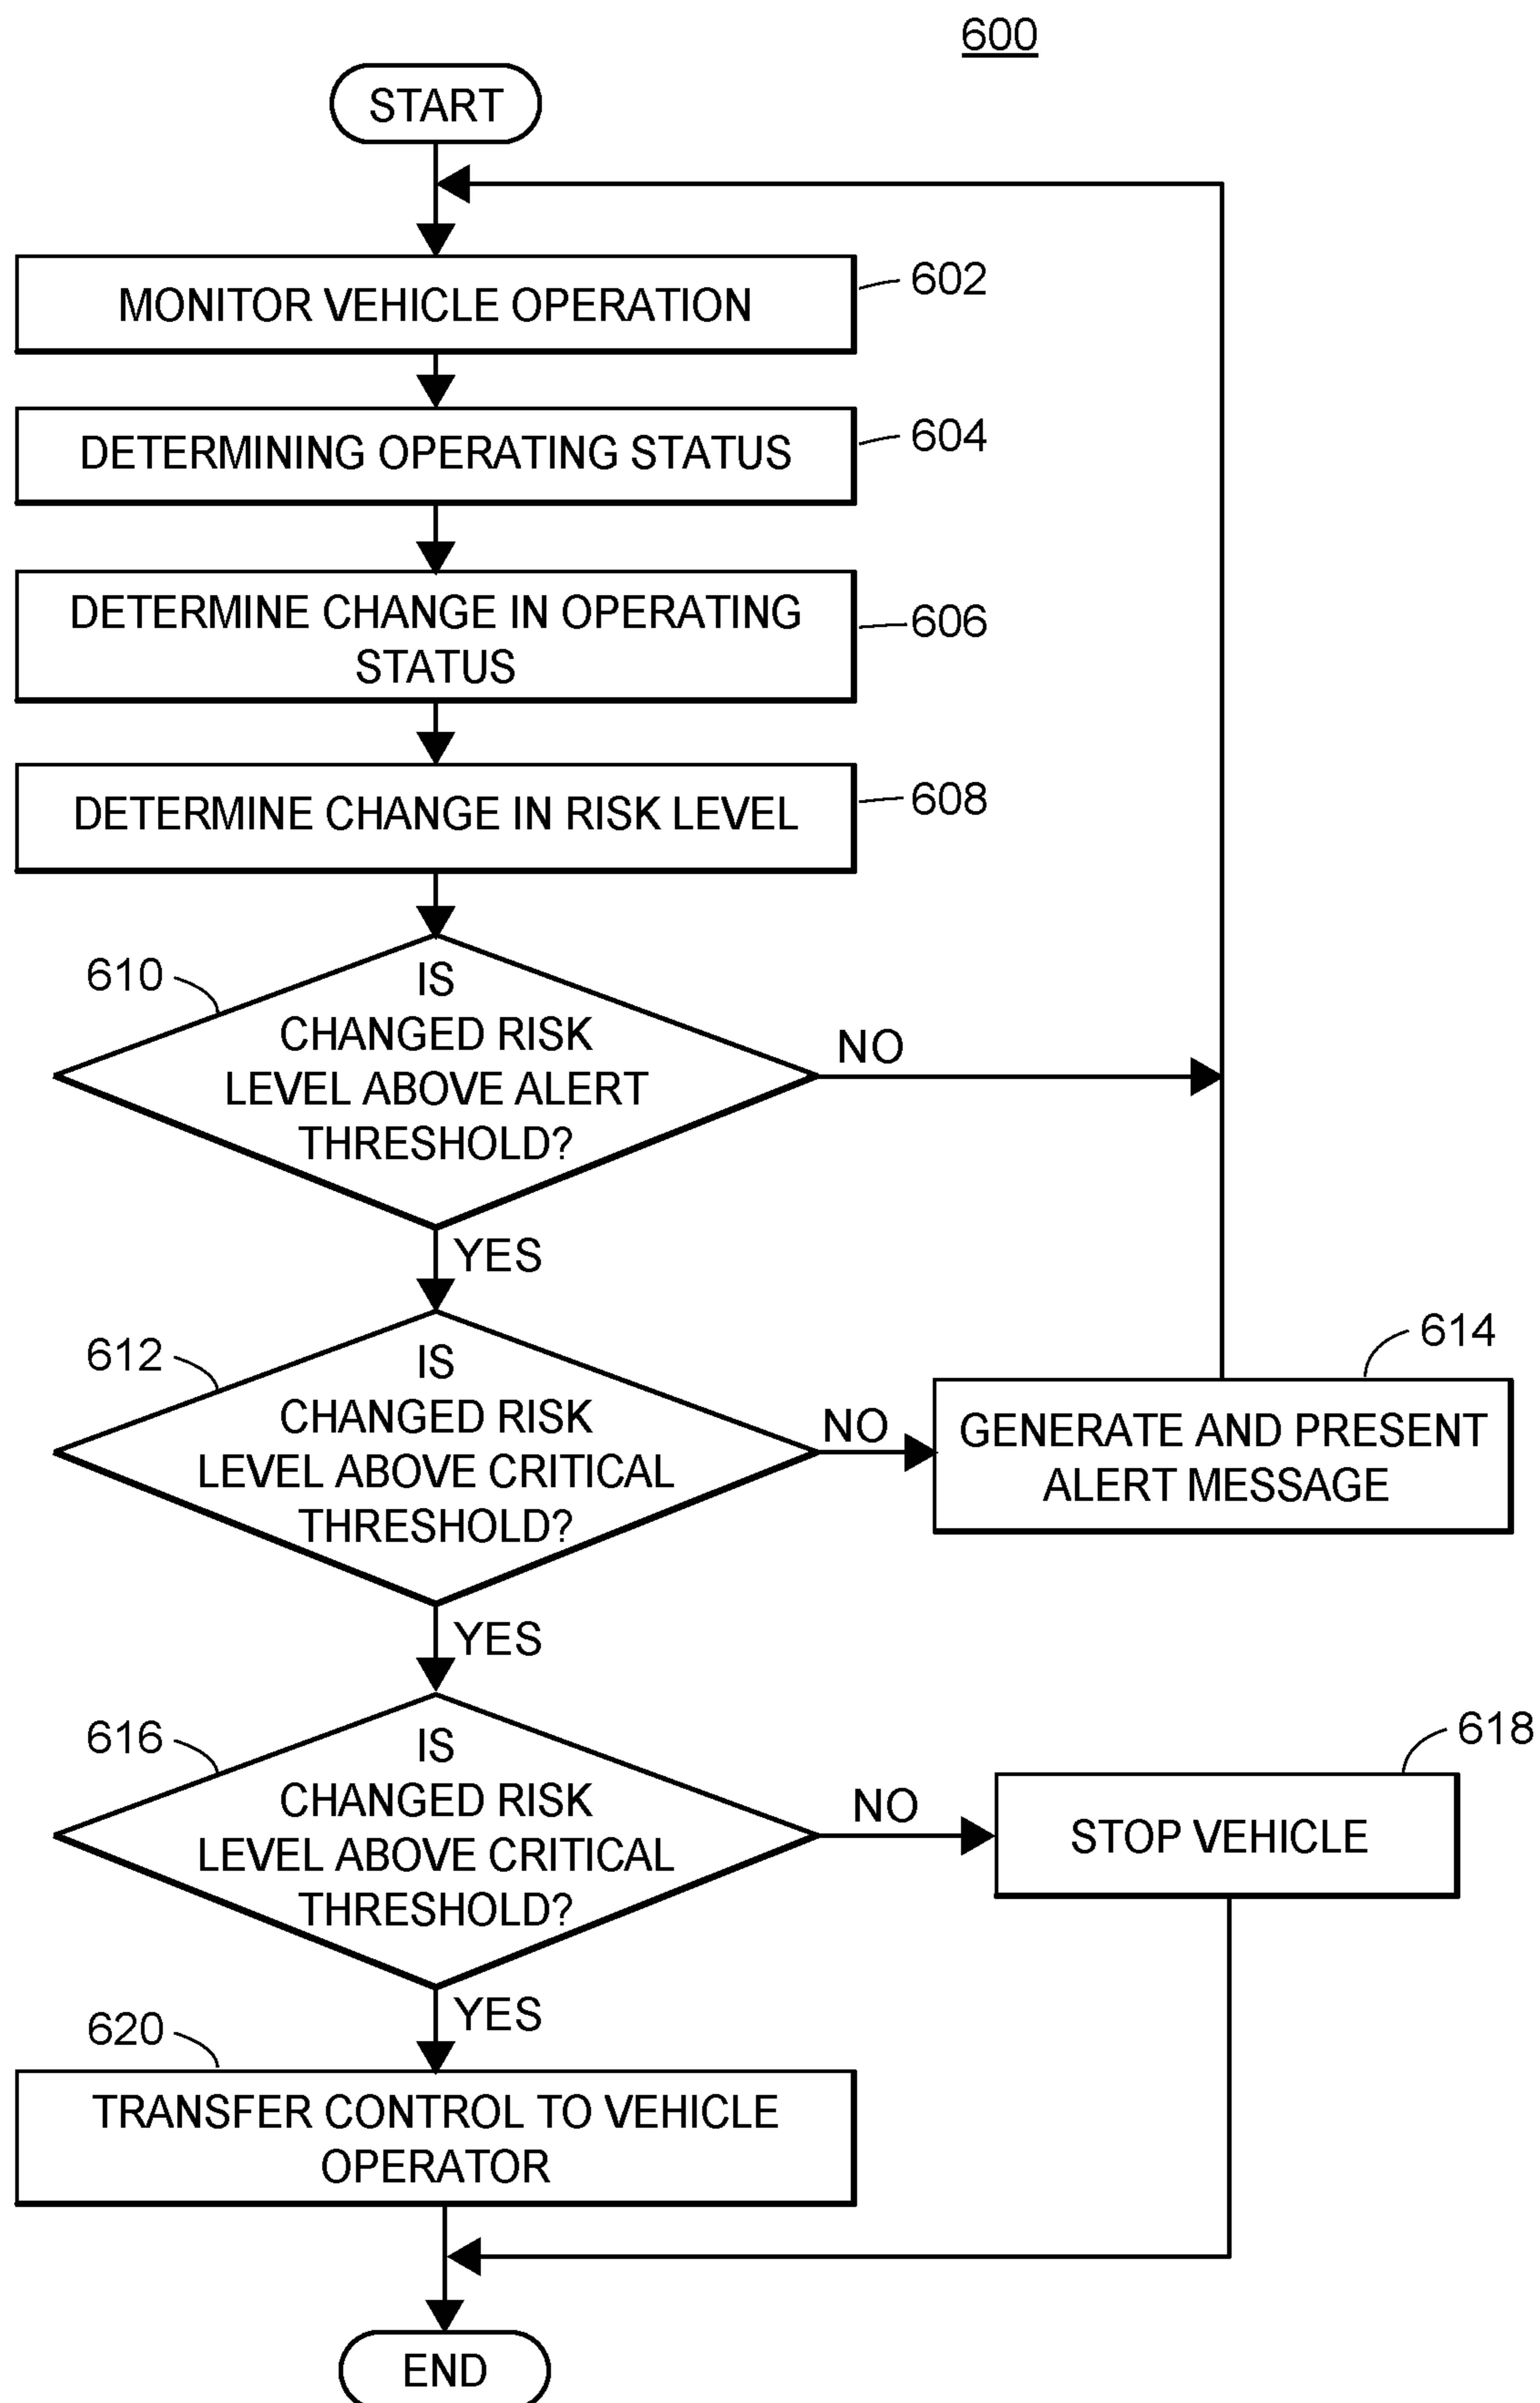 600
START
MONITOR VEHICLE OPERATION
602
DETERMINING OPERATING STATUS
604
DETERMINE CHANGE IN OPERATING
STATUS
606
DETERMINE CHANGE IN RISK LEVEL
608
610
IS
CHANGED RISK
LEVEL ABOVE ALERT
THRESHOLD?
NO
YES
612
IS
CHANGED RISK
LEVEL ABOVE CRITICAL
THRESHOLD?
NO
614
GENERATE AND PRESENT
ALERT MESSAGE
YES
616
IS
CHANGED RISK
LEVEL ABOVE CRITICAL
THRESHOLD?
NO
618
STOP VEHICLE
YES
620
TRANSFER CONTROL TO VEHICLE
OPERATOR
END